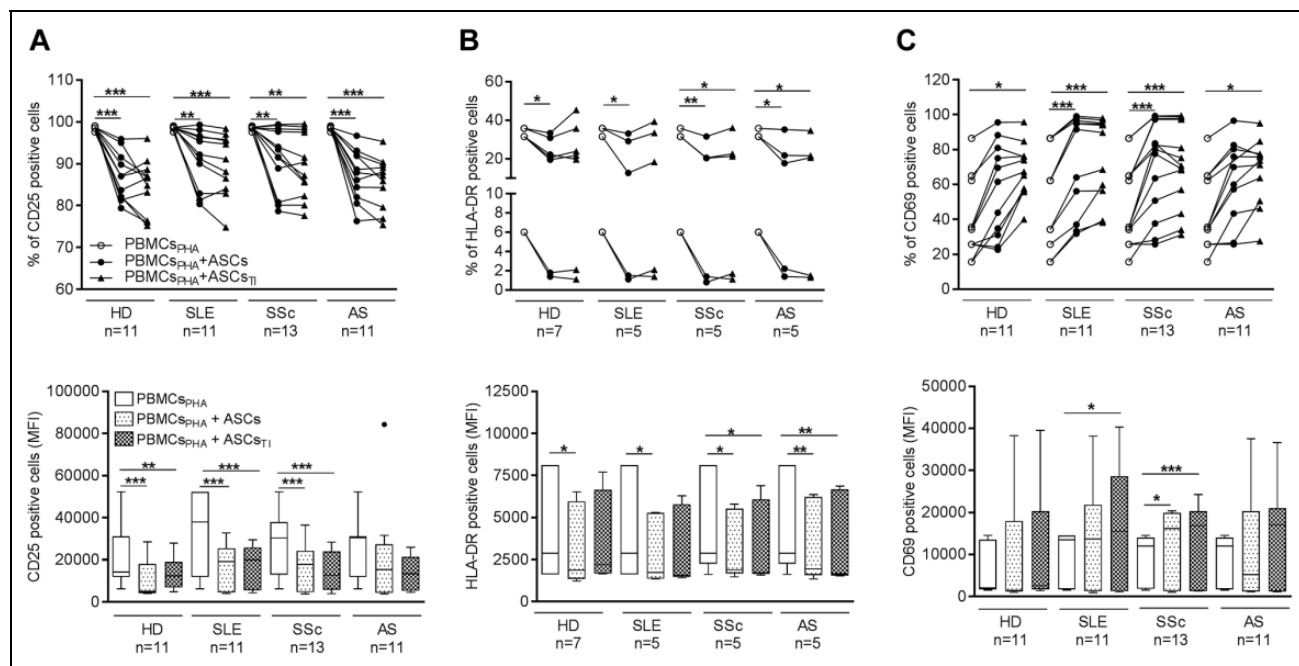 A
B
C
% of CD25 positive cells
110
100
90
80
70
60
*** *** ** ***
*** ** ** ***
PBMCsPHA
PBMCsPHA+ASCs
PBMCsPHA+ASCsTI
HD SLE SSc AS
n=11 n=11 n=13 n=11
% of HLA-DR positive cells
60
40
20
8
6
4
2
0
* *
* * ** *
HD SLE SSc AS
n=7 n=5 n=5 n=5
% of CD69 positive cells
120
100
80
60
40
20
0
* *** *** *
*** ***
HD SLE SSc AS
n=11 n=11 n=13 n=11
CD25 positive cells (MFI)
100000
80000
60000
40000
20000
0
PBMCsPHA
PBMCsPHA + ASCs
PBMCsPHA + ASCsTI
** *** ***
*** *** ***
HD SLE SSc AS
n=11 n=11 n=13 n=11
HLA-DR positive cells (MFI)
12500
10000
7500
5000
2500
0
* **
* * * **
HD SLE SSc AS
n=7 n=5 n=5 n=5
CD69 positive cells (MFI)
50000
40000
30000
20000
10000
0
* ***
*
HD SLE SSc AS
n=11 n=11 n=13 n=11